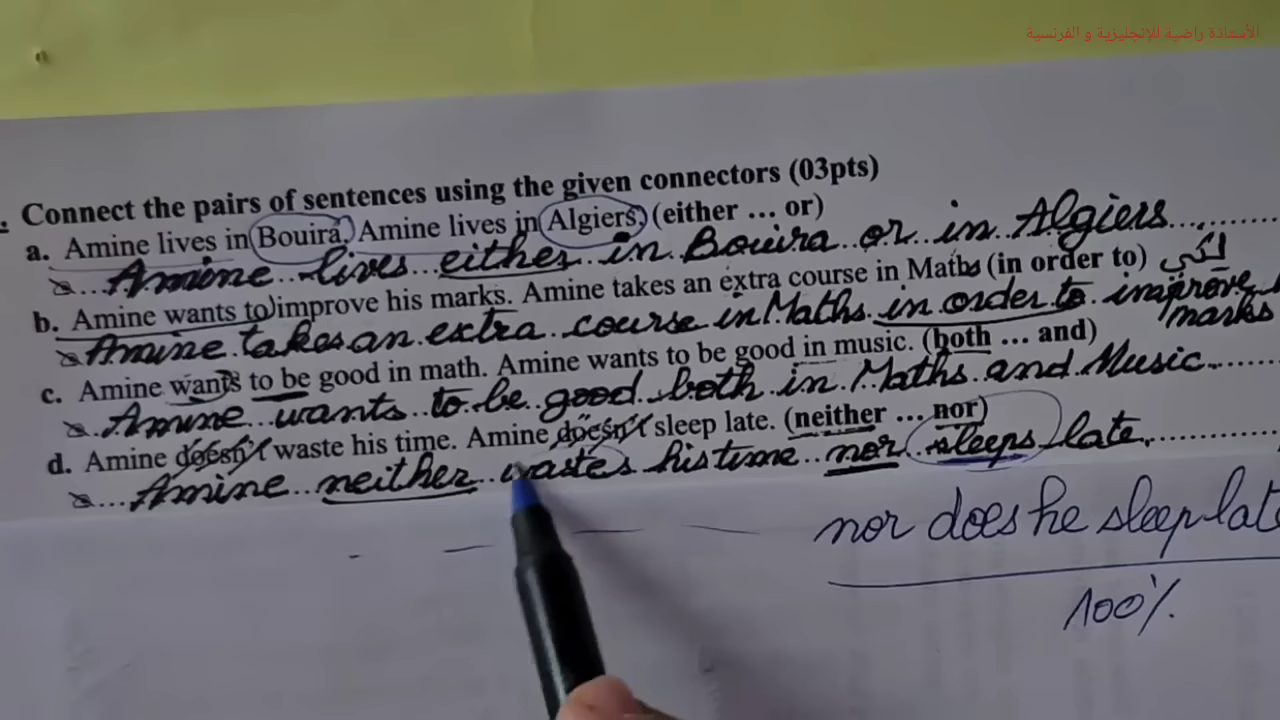 الأستاذة راضية للإنجليزية و الفرنسية
. Connect the pairs of sentences using the given connectors (03pts)
a. Amine lives in Bouira. Amine lives in Algiers. (either ... or)
Amine lives either in Bouira or in Algiers
b. Amine wants to improve his marks. Amine takes an extra course in Maths (in order to) لكي
Amine takes an extra course in Maths in order to improve
marks
c. Amine wants to be good in math. Amine wants to be good in music. (both ... and)
Amine wants to be good both in Maths and Music
d. Amine doesn't waste his time. Amine doesn't sleep late. (neither ... nor)
Amine neither wastes his time nor sleeps late
nor does he sleep late
100%